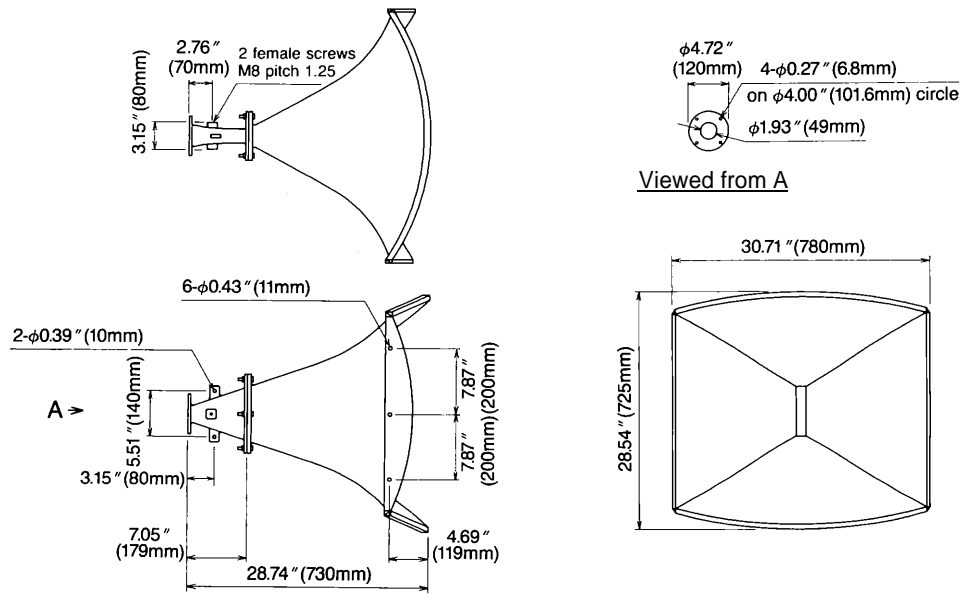 2.76″
(70mm)
2 female screws
M8 pitch 1.25
3.15″(80mm)
ϕ4.72″
(120mm)
4-ϕ0.27″(6.8mm)
on ϕ4.00″(101.6mm) circle
ϕ1.93″(49mm)
Viewed from A
6-ϕ0.43″(11mm)
2-ϕ0.39″(10mm)
A
5.51″(140mm)
3.15″(80mm)
7.87″
(200mm)
7.87″
(200mm)
7.05″
(179mm)
4.69″
(119mm)
28.74″(730mm)
30.71″(780mm)
28.54″(725mm)